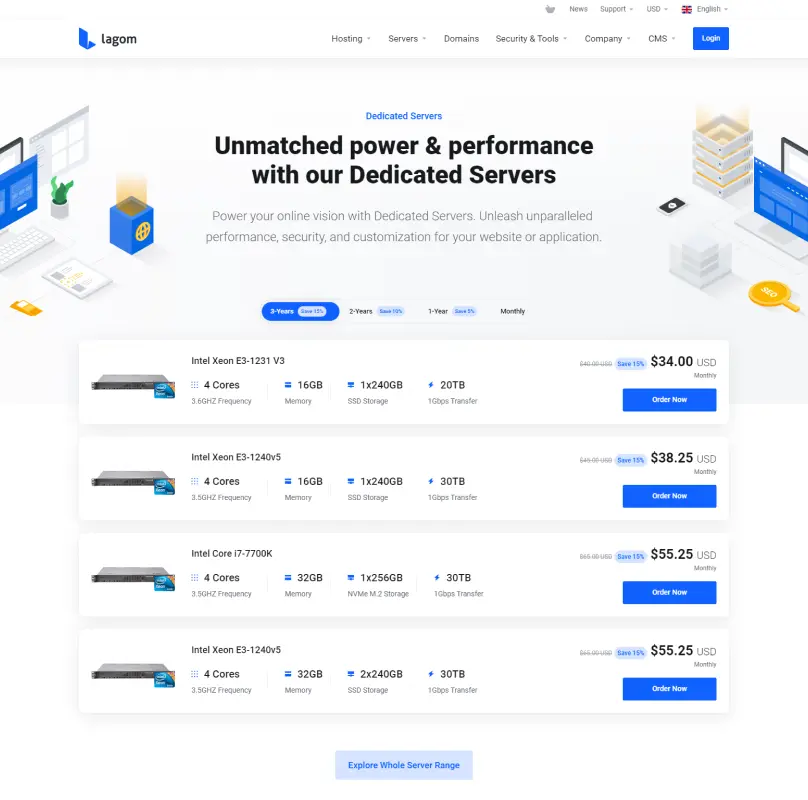 News Support USD English
lagom
Hosting Servers Domains Security & Tools Company CMS Login
Dedicated Servers
Unmatched power & performance
with our Dedicated Servers
Power your online vision with Dedicated Servers. Unleash unparalleled
performance, security, and customization for your website or application.
SEO
3-Years Save 15% 2-Years Save 10% 1-Year Save 5% Monthly
Intel Xeon E3-1231 V3
4 Cores 16GB 1x240GB 20TB
3.6GHZ Frequency Memory SSD Storage 1Gbps Transfer
$40.00 USD Save 15% $34.00 USD
Monthly
Order Now
Intel Xeon E3-1240v5
4 Cores 16GB 1x240GB 30TB
3.5GHZ Frequency Memory SSD Storage 1Gbps Transfer
$45.00 USD Save 15% $38.25 USD
Monthly
Order Now
Intel Core i7-7700K
4 Cores 32GB 1x256GB 30TB
3.5GHZ Frequency Memory NVMe M.2 Storage 1Gbps Transfer
$65.00 USD Save 15% $55.25 USD
Monthly
Order Now
Intel Xeon E3-1240v5
4 Cores 32GB 2x240GB 30TB
3.5GHZ Frequency Memory SSD Storage 1Gbps Transfer
$65.00 USD Save 15% $55.25 USD
Monthly
Order Now
Explore Whole Server Range